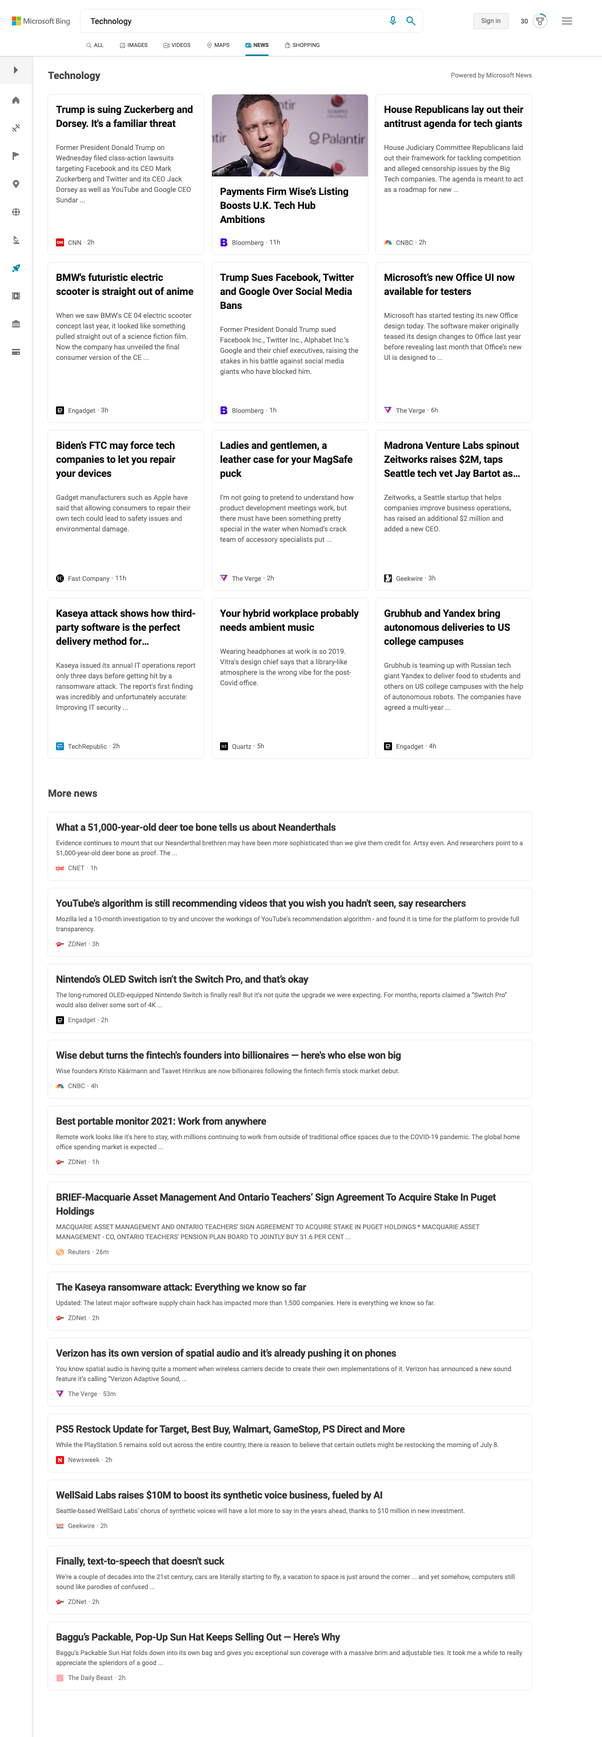 Microsoft Bing
Technology
Sign in
30
ALL
IMAGES
VIDEOS
MAPS
NEWS
SHOPPING
Technology
Powered by Microsoft News
Trump is suing Zuckerberg and
Dorsey. It's a familiar threat
Former President Donald Trump on
Wednesday filed class-action lawsuits
targeting Facebook and its CEO Mark
Zuckerberg and Twitter and its CEO Jack
Dorsey as well as YouTube and Google CEO
Sundar ...
CNN · 2h
Palantir
Payments Firm Wise's Listing
Boosts U.K. Tech Hub
Ambitions
Bloomberg · 11h
House Republicans lay out their
antitrust agenda for tech giants
House Judiciary Committee Republicans laid
out their framework for tackling competition
and alleged censorship issues by the Big
Tech companies. The agenda is meant to act
as a roadmap for new ...
CNBC · 2h
BMW's futuristic electric
scooter is straight out of anime
When we saw BMW's CE 04 electric scooter
concept last year, it looked like something
pulled straight out of a science fiction film.
Now the company has unveiled the final
consumer version of the CE ...
Engadget · 3h
Trump Sues Facebook, Twitter
and Google Over Social Media
Bans
Former President Donald Trump sued
Facebook Inc., Twitter Inc., Alphabet Inc.'s
Google and their chief executives, raising the
stakes in his battle against social media
giants who have blocked him.
Bloomberg · 1h
Microsoft's new Office UI now
available for testers
Microsoft has started testing its new Office
design today. The software maker originally
teased its design changes to Office last year
before revealing last month that Office's new
UI is designed to ...
The Verge · 6h
Biden's FTC may force tech
companies to let you repair
your devices
Gadget manufacturers such as Apple have
said that allowing consumers to repair their
own tech could lead to safety issues and
environmental damage.
Fast Company · 11h
Ladies and gentlemen, a
leather case for your MagSafe
puck
I'm not going to pretend to understand how
product development meetings work, but
there must have been something pretty
special in the water when Nomad's crack
team of accessory specialists put ...
The Verge · 2h
Madrona Venture Labs spinout
Zeitworks raises $2M, taps
Seattle tech vet Jay Bartot as...
Zeitworks, a Seattle startup that helps
companies improve business operations,
has raised an additional $2 million and
added a new CEO.
Geekwire · 3h
Kaseya attack shows how third-
party software is the perfect
delivery method for...
Kaseya issued its annual IT operations report
only three days before getting hit by a
ransomware attack. The report's first finding
was incredibly and unfortunately accurate:
Improving IT security ...
TechRepublic · 2h
Your hybrid workplace probably
needs ambient music
Wearing headphones at work is so 2019.
Vitra's design chief says that a library-like
atmosphere is the wrong vibe for the post-
Covid office.
Quartz · 5h
Grubhub and Yandex bring
autonomous deliveries to US
college campuses
Grubhub is teaming up with Russian tech
giant Yandex to deliver food to students and
others on US college campuses with the help
of autonomous robots. The companies have
agreed a multi-year ...
Engadget · 4h
More news
What a 51,000-year-old deer toe bone tells us about Neanderthals
Evidence continues to mount that our Neanderthal brethren may have been more sophisticated than we give them credit for. Artsy even. And researchers point to a
51,000-year-old deer bone as proof. The ...
CNET · 1h
YouTube's algorithm is still recommending videos that you wish you hadn't seen, say researchers
Mozilla led a 10-month investigation to try and uncover the workings of YouTube's recommendation algorithm - and found it is time for the platform to provide full
transparency.
ZDNet · 3h
Nintendo's OLED Switch isn't the Switch Pro, and that's okay
The long-rumored OLED-equipped Nintendo Switch is finally real! But it's not quite the upgrade we were expecting. For months, reports claimed a "Switch Pro"
would also deliver some sort of 4K ...
Engadget · 2h
Wise debut turns the fintech's founders into billionaires — here's who else won big
Wise founders Kristo Käärmann and Taavet Hinrikus are now billionaires following the fintech firm's stock market debut.
CNBC · 4h
Best portable monitor 2021: Work from anywhere
Remote work looks like it's here to stay, with millions continuing to work from outside of traditional office spaces due to the COVID-19 pandemic. The global home
office spending market is expected ...
ZDNet · 1h
BRIEF-Macquarie Asset Management And Ontario Teachers' Sign Agreement To Acquire Stake In Puget
Holdings
MACQUARIE ASSET MANAGEMENT AND ONTARIO TEACHERS' SIGN AGREEMENT TO ACQUIRE STAKE IN PUGET HOLDINGS * MACQUARIE ASSET
MANAGEMENT - CO, ONTARIO TEACHERS' PENSION PLAN BOARD TO JOINTLY BUY 31.6 PER CENT ...
Reuters · 26m
The Kaseya ransomware attack: Everything we know so far
Updated: The latest major software supply chain hack has impacted more than 1,500 companies. Here is everything we know so far.
ZDNet · 2h
Verizon has its own version of spatial audio and it's already pushing it on phones
You know spatial audio is having quite a moment when wireless carriers decide to create their own implementations of it. Verizon has announced a new sound
feature it's calling "Verizon Adaptive Sound, ...
The Verge · 53m
PS5 Restock Update for Target, Best Buy, Walmart, GameStop, PS Direct and More
While the PlayStation 5 remains sold out across the entire country, there is reason to believe that certain outlets might be restocking the morning of July 8.
Newsweek · 2h
WellSaid Labs raises $10M to boost its synthetic voice business, fueled by AI
Seattle-based WellSaid Labs' chorus of synthetic voices will have a lot more to say in the years ahead, thanks to $10 million in new investment.
Geekwire · 2h
Finally, text-to-speech that doesn't suck
We're a couple of decades into the 21st century, cars are literally starting to fly, a vacation to space is just around the corner ... and yet somehow, computers still
sound like parodies of confused ...
ZDNet · 2h
Baggu's Packable, Pop-Up Sun Hat Keeps Selling Out — Here's Why
Baggu's Packable Sun Hat folds down into its own bag and gives you exceptional sun coverage with a massive brim and adjustable ties. It took me a while to really
appreciate the splendors of a good ...
The Daily Beast · 2h